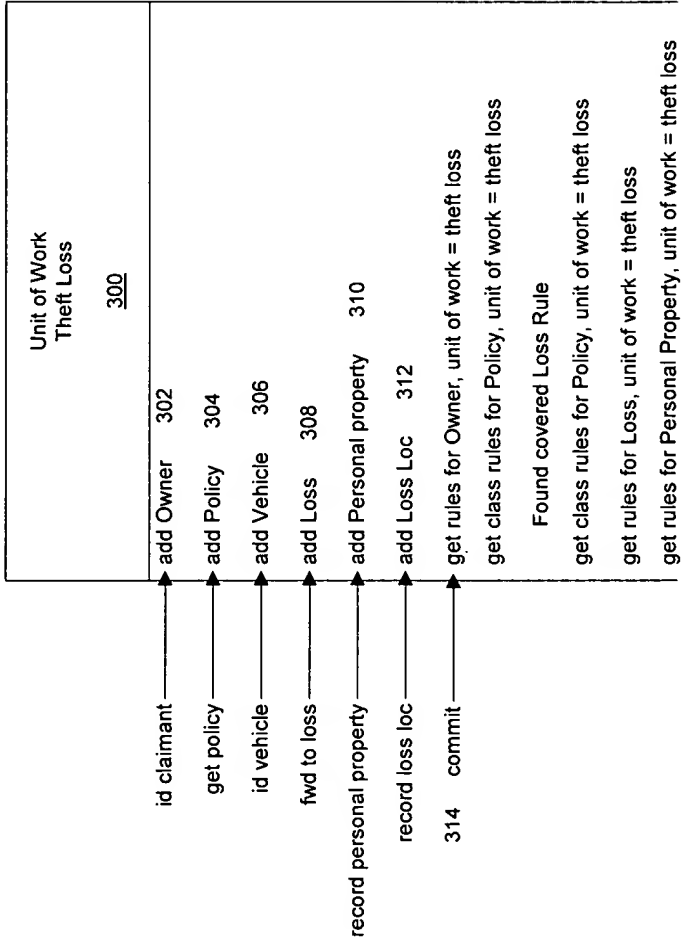 Unit of Work
Theft Loss
300
id claimant add Owner 302
get policy add Policy 304
id vehicle add Vehicle 306
fwd to loss add Loss 308
record personal property add Personal property 310
record loss loc add Loss Loc 312
314 commit get rules for Owner, unit of work = theft loss
get class rules for Policy, unit of work = theft loss
Found covered Loss Rule
get class rules for Policy, unit of work = theft loss
get rules for Loss, unit of work = theft loss
get rules for Personal Property, unit of work = theft loss